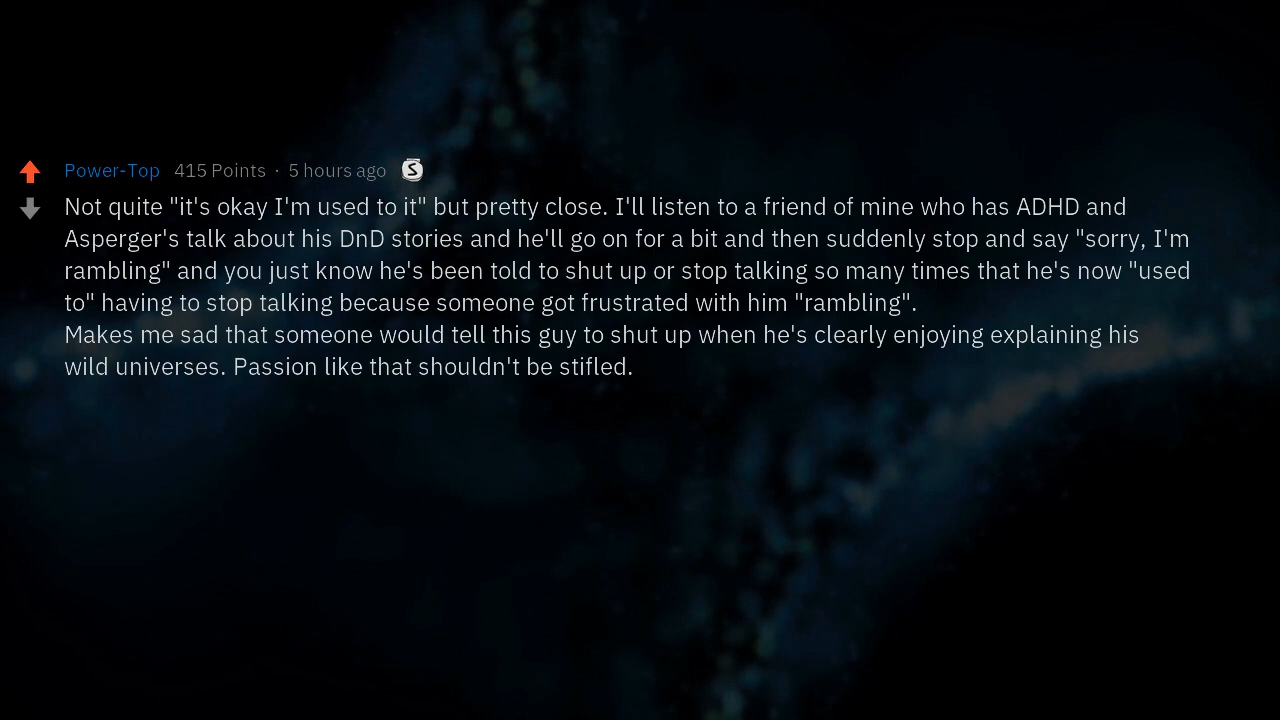 Power-Top 415 Points · 5 hours ago S
Not quite "it's okay I'm used to it" but pretty close. I'll listen to a friend of mine who has ADHD and
Asperger's talk about his DnD stories and he'll go on for a bit and then suddenly stop and say "sorry, I'm
rambling" and you just know he's been told to shut up or stop talking so many times that he's now "used
to" having to stop talking because someone got frustrated with him "rambling".
Makes me sad that someone would tell this guy to shut up when he's clearly enjoying explaining his
wild universes. Passion like that shouldn't be stifled.